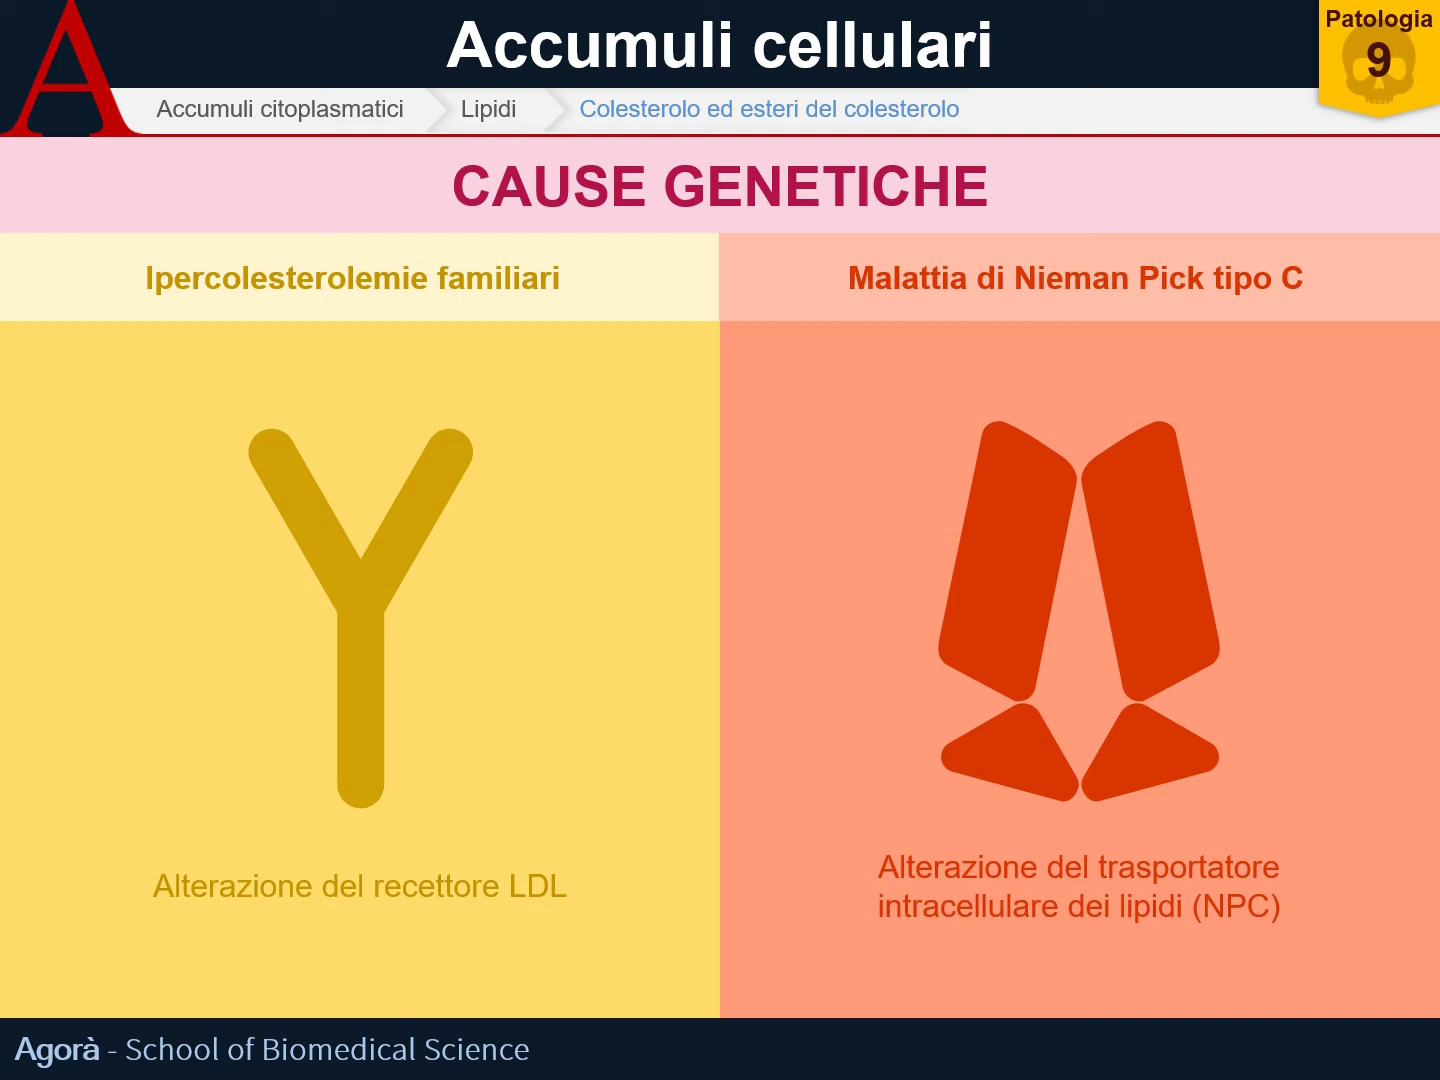 A
Accumuli cellulari
Patologia
9
Accumuli citoplasmatici
Lipidi
Colesterolo ed esteri del colesterolo
CAUSE GENETICHE
Ipercolesterolemie familiari
Malattia di Nieman Pick tipo C
Alterazione del recettore LDL
Alterazione del trasportatore
intracellulare dei lipidi (NPC)
Agorà - School of Biomedical Science